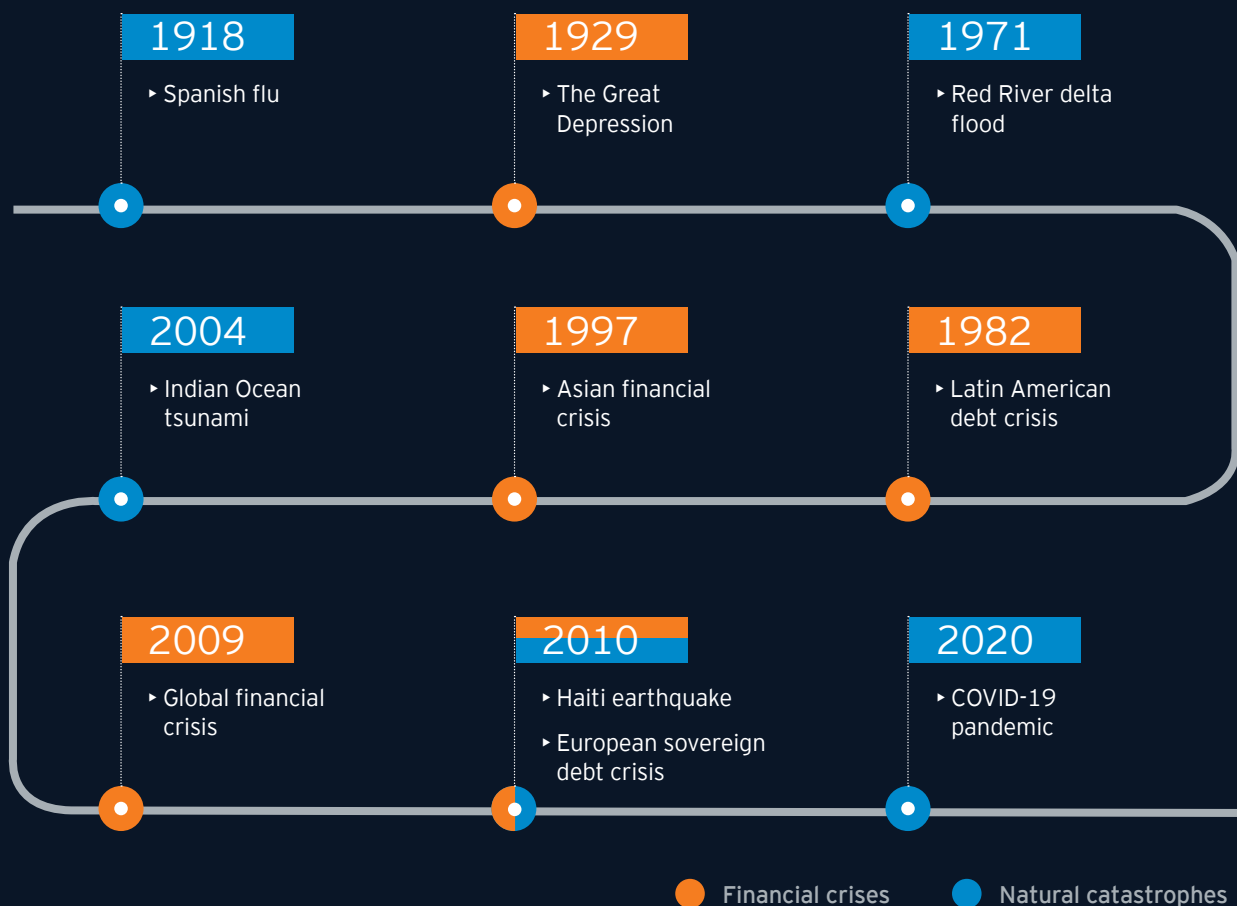 1918
▸ Spanish flu
1929
▸ The Great
Depression
1971
▸ Red River delta
flood
1982
▸ Latin American
debt crisis
1997
▸ Asian financial
crisis
2004
▸ Indian Ocean
tsunami
2009
▸ Global financial
crisis
2010
▸ Haiti earthquake
▸ European sovereign
debt crisis
2020
▸ COVID-19
pandemic
Financial crises
Natural catastrophes